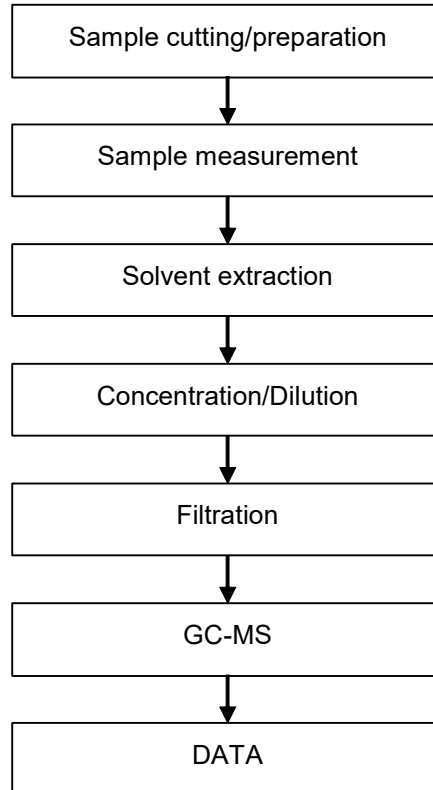 Sample cutting/preparation
Sample measurement
Solvent extraction
Concentration/Dilution
Filtration
GC-MS
DATA